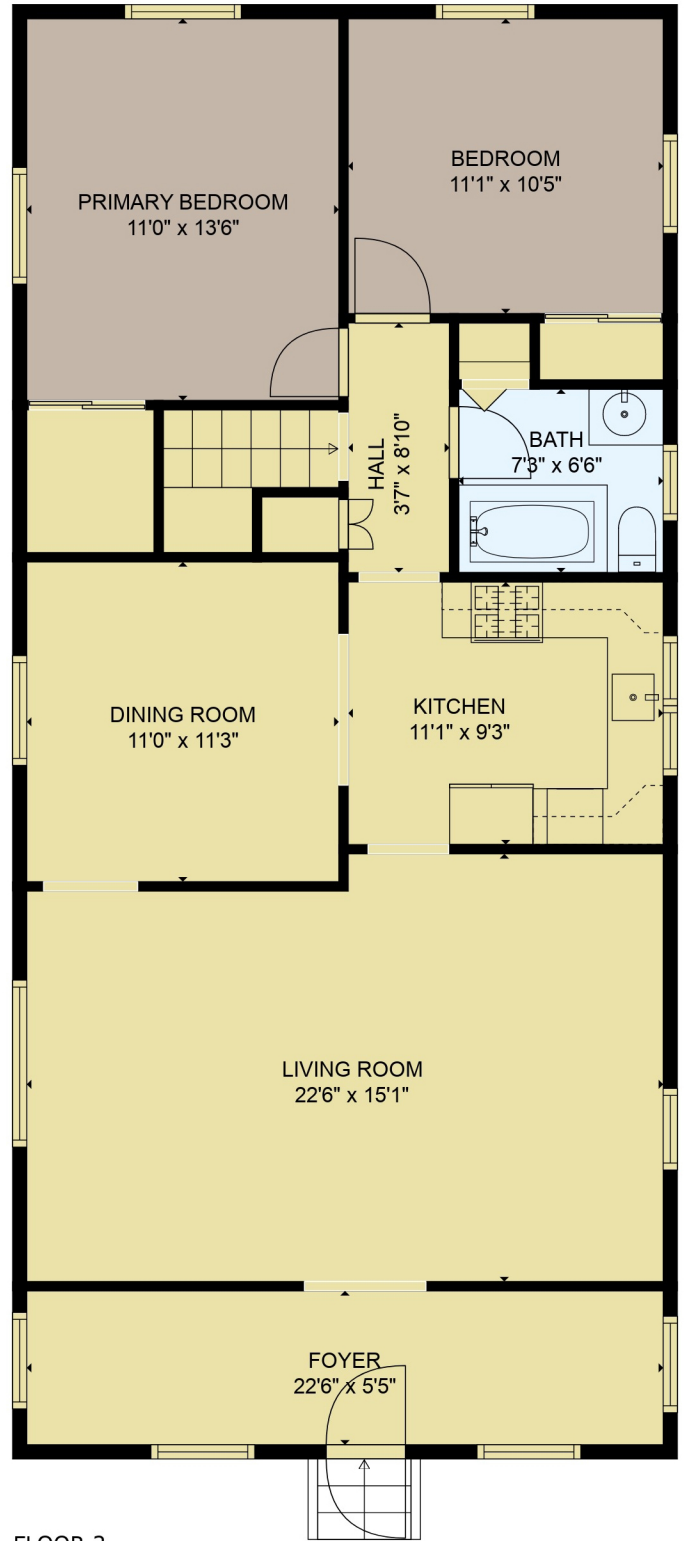 PRIMARY BEDROOM
11'0" x 13'6"
BEDROOM
11'1" x 10'5"
HALL
3'7" x 8'10"
BATH
7'3" x 6'6"
DINING ROOM
11'0" x 11'3"
KITCHEN
11'1" x 9'3"
LIVING ROOM
22'6" x 15'1"
FOYER
22'6" x 5'5"
FLOOR 2